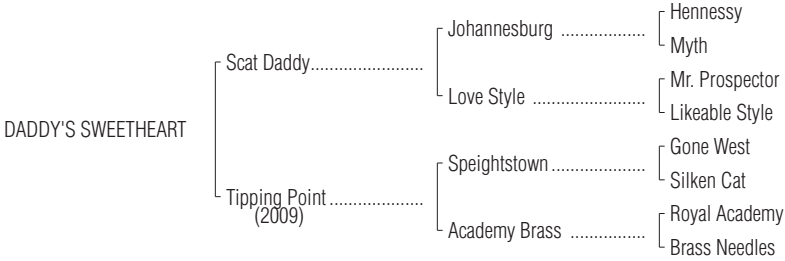 Hennessy
Johannesburg ..................
Myth
Scat Daddy........................
Mr. Prospector
Love Style ........................
Likeable Style
DADDY'S SWEETHEART
Gone West
Speightstown....................
Silken Cat
Tipping Point....................
(2009)
Royal Academy
Academy Brass ................
Brass Needles